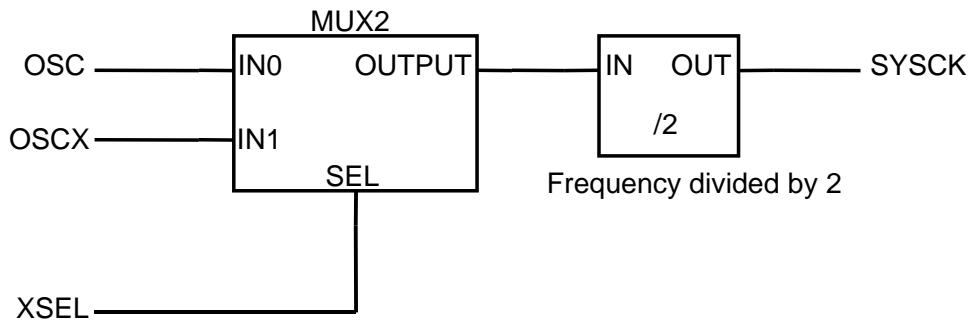 MUX2
OSC IN0 OUTPUT IN OUT SYSCK
/2
OSCX IN1
SEL
Frequency divided by 2
XSEL